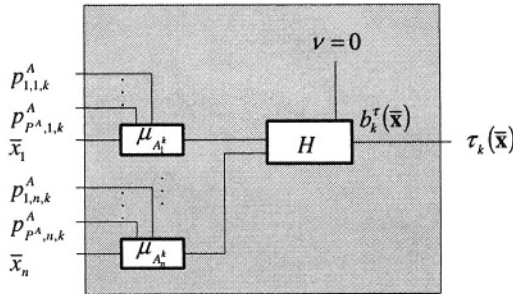 ν = 0
p^A_{1,1,k}
p^A_{P^A,1,k}
x̄_1
μ_{A_1^k}
H
b_k^τ(x̄)
τ_k(x̄)
p^A_{1,n,k}
p^A_{P^A,n,k}
x̄_n
μ_{A_n^k}